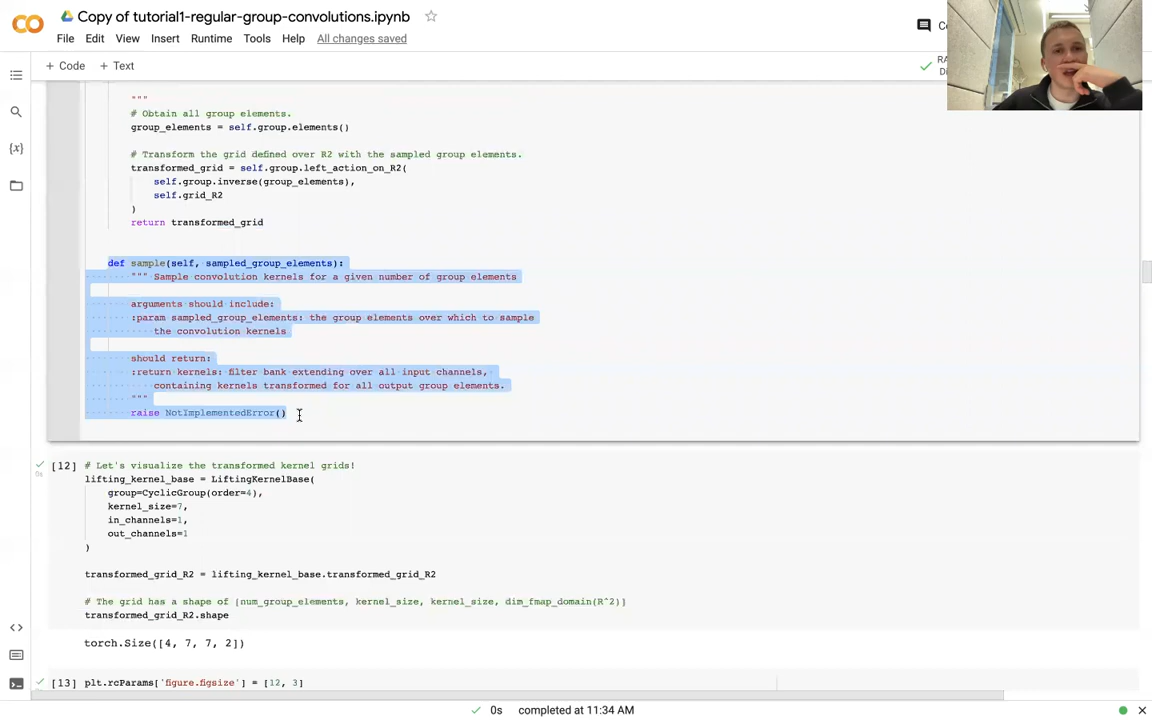 Copy of tutorial1-regular-group-convolutions.ipynb
File Edit View Insert Runtime Tools Help All changes saved
+ Code + Text
"""
# Obtain all group elements.
group_elements = self.group.elements()
# Transform the grid defined over R2 with the sampled group elements.
transformed_grid = self.group.left_action_on_R2(
self.group.inverse(group_elements),
self.grid_R2
)
return transformed_grid
def sample(self, sampled_group_elements):
""" Sample convolution kernels for a given number of group elements
arguments should include:
:param sampled_group_elements: the group elements over which to sample
the convolution kernels
should return:
:return kernels: filter bank extending over all input channels,
containing kernels transformed for all output group elements.
"""
raise NotImplementedError()
[12] # Let's visualize the transformed kernel grids!
0s
lifting_kernel_base = LiftingKernelBase(
group=CyclicGroup(order=4),
kernel_size=7,
in_channels=1,
out_channels=1
)
transformed_grid_R2 = lifting_kernel_base.transformed_grid_R2
# The grid has a shape of [num_group_elements, kernel_size, kernel_size, dim_fmap_domain(R^2)]
transformed_grid_R2.shape
torch.Size([4, 7, 7, 2])
[13] plt.rcParams['figure.figsize'] = [12, 3]
0s completed at 11:34 AM